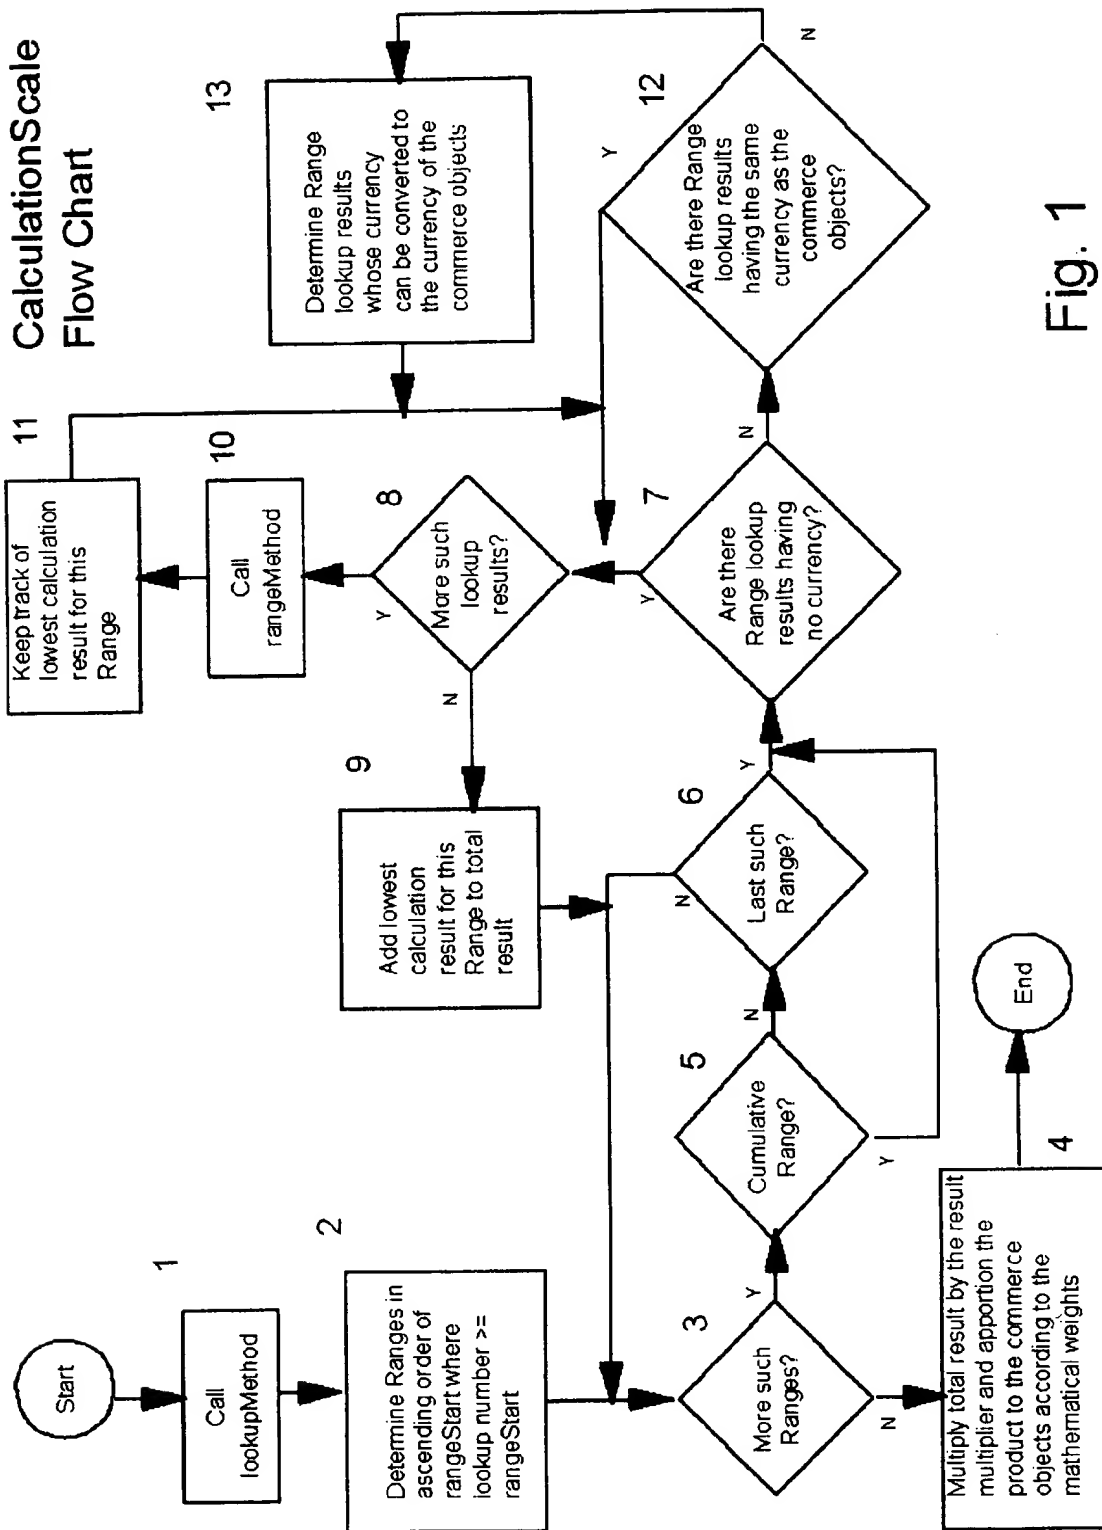 CalculationScale
Flow Chart
Start
1
Call
lookupMethod
2
Determine Ranges in
ascending order of
rangeStart where
lookup number >=
rangeStart
3
More such
Ranges?
Y
N
4
Multiply total result by the result
multiplier and apportion the
product to the commerce
objects according to the
mathematical weights
End
5
Cumulative
Range?
N
Y
6
Last such
Range?
N
Y
7
Are there
Range lookup
results having
no currency?
Y
N
8
More such
lookup
results?
Y
N
9
Add lowest
calculation
result for this
Range to total
result
10
Call
rangeMethod
11
Keep track of
lowest calculation
result for this
Range
12
Are there Range
lookup results
having the same
currency as the
commerce
objects?
Y
N
13
Determine Range
lookup results
whose currency
can be converted to
the currency of the
commerce objects
Fig. 1